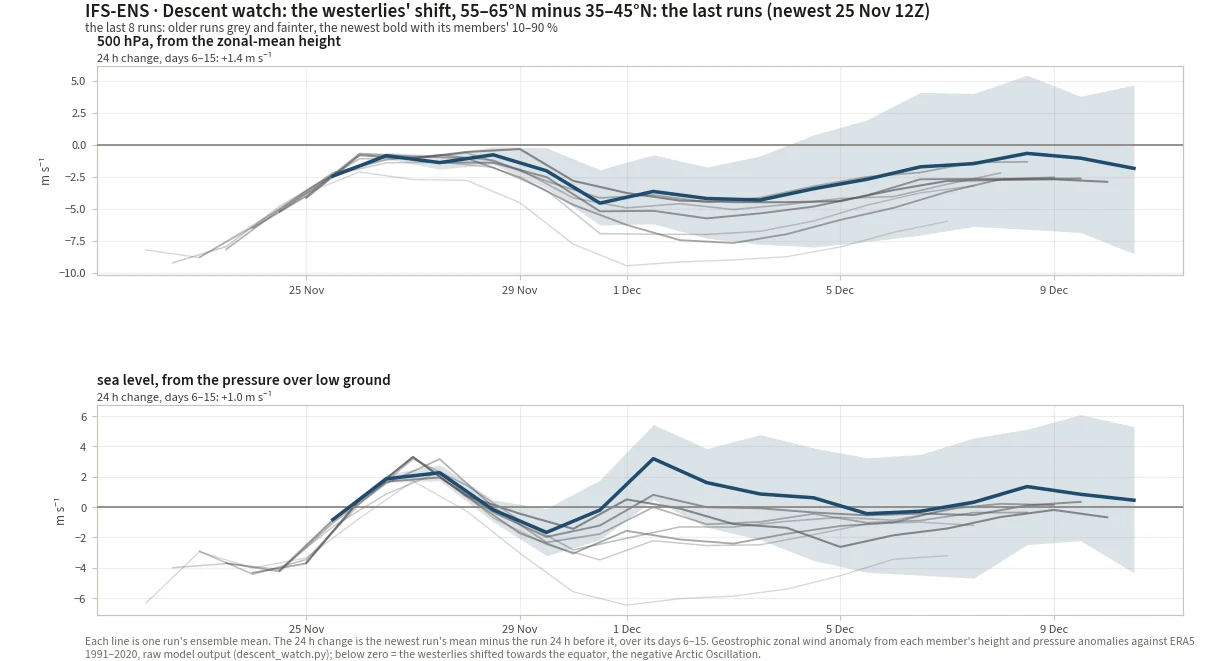 IFS-ENS · Descent watch: the westerlies' shift, 55–65°N minus 35–45°N: the last runs (newest 25 Nov 12Z)
the last 8 runs: older runs grey and fainter, the newest bold with its members' 10–90 %
500 hPa, from the zonal-mean height
24 h change, days 6–15: +1.4 m s⁻¹
5.0
2.5
0.0
−2.5
−5.0
−7.5
−10.0
m s⁻¹
25 Nov 29 Nov 1 Dec 5 Dec 9 Dec
sea level, from the pressure over low ground
24 h change, days 6–15: +1.0 m s⁻¹
6
4
2
0
−2
−4
−6
m s⁻¹
25 Nov 29 Nov 1 Dec 5 Dec 9 Dec
Each line is one run's ensemble mean. The 24 h change is the newest run's mean minus the run 24 h before it, over its days 6–15. Geostrophic zonal wind anomaly from each member's height and pressure anomalies against ERA5
1991–2020, raw model output (descent_watch.py); below zero = the westerlies shifted towards the equator, the negative Arctic Oscillation.